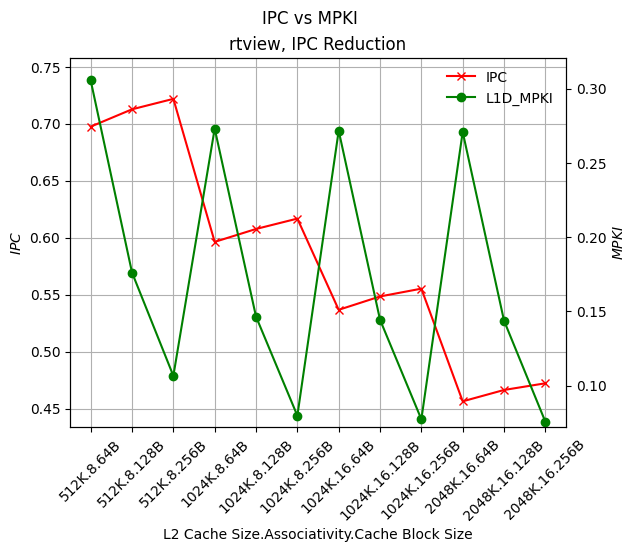 IPC vs MPKI
rtview, IPC Reduction
IPC
L1D_MPKI
0.75
0.70
0.65
0.60
0.55
0.50
0.45
IPC
0.30
0.25
0.20
0.15
0.10
MPKI
512K.8.64B
512K.8.128B
512K.8.256B
1024K.8.64B
1024K.8.128B
1024K.8.256B
1024K.16.64B
1024K.16.128B
1024K.16.256B
2048K.16.64B
2048K.16.128B
2048K.16.256B
L2 Cache Size.Associativity.Cache Block Size